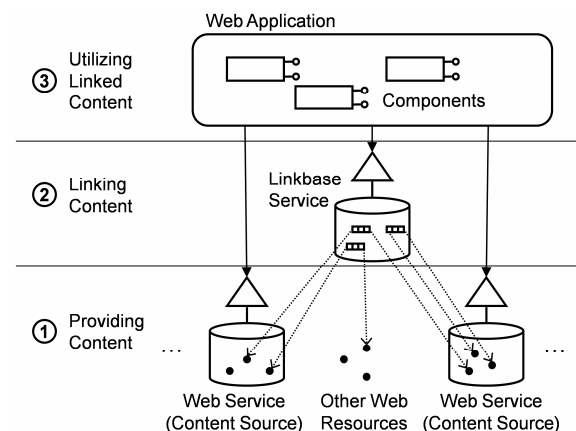 Web Application
③ Utilizing
Linked
Content
Components
② Linking
Content
Linkbase
Service
① Providing
Content
... ...
Web Service
(Content Source)
Other Web
Resources
Web Service
(Content Source)